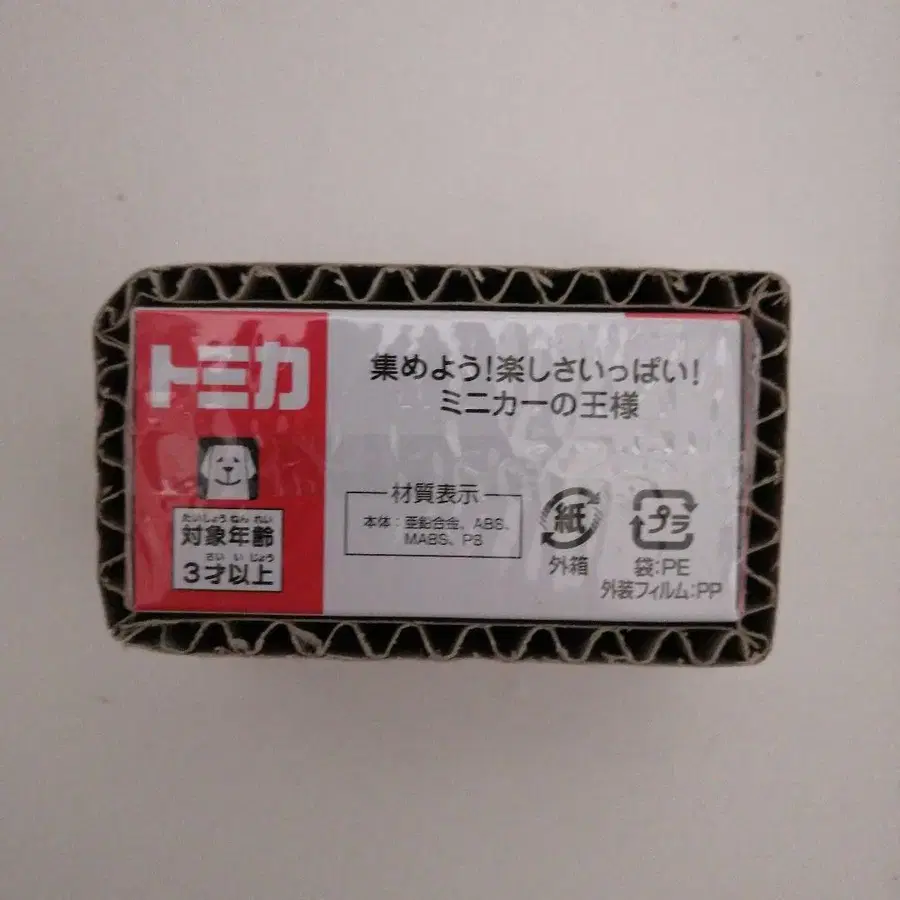 トミカ
集めよう!楽しさいっぱい!
ミニカーの王様
たいしょうねんれい
対象年齢
さいいじょう
3才以上
材質表示
本体:亜鉛合金、ABS、
MABS、PS
紙
外箱
プラ
袋:PE
外装フィルム:PP